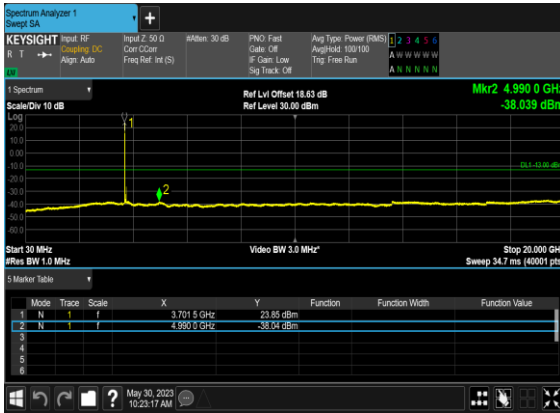 Spectrum Analyzer 1
Swept SA
+
KEYSIGHT Input: RF Input Z: 50 Ω #Atten: 30 dB PNO: Fast Avg Type: Power (RMS) 1 2 3 4 5 6
R T Coupling: DC Corr CCorr Gate: Off Avg|Hold: 100/100 A W W W W W
Align: Auto Freq Ref: Int (S) IF Gain: Low Trig: Free Run
Sig Track: Off A N N N N N
LXI
1 Spectrum Ref Lvl Offset 18.63 dB Mkr2 4.990 0 GHz
Scale/Div 10 dB Ref Level 30.00 dBm -38.039 dBm
Log
20.0
10.0
0.00
-10.0 DL1 -13.00 dBm
-20.0
-30.0
-40.0
-50.0
-60.0
1
2
Start 30 MHz Video BW 3.0 MHz* Stop 20.000 GHz
#Res BW 1.0 MHz Sweep 34.7 ms (40001 pts)
5 Marker Table
Mode Trace Scale X Y Function Function Width Function Value
1 N 1 f 3.701 5 GHz 23.85 dBm
2 N 1 f 4.990 0 GHz -38.04 dBm
3
4
5
6
? May 30, 2023
10:23:17 AM